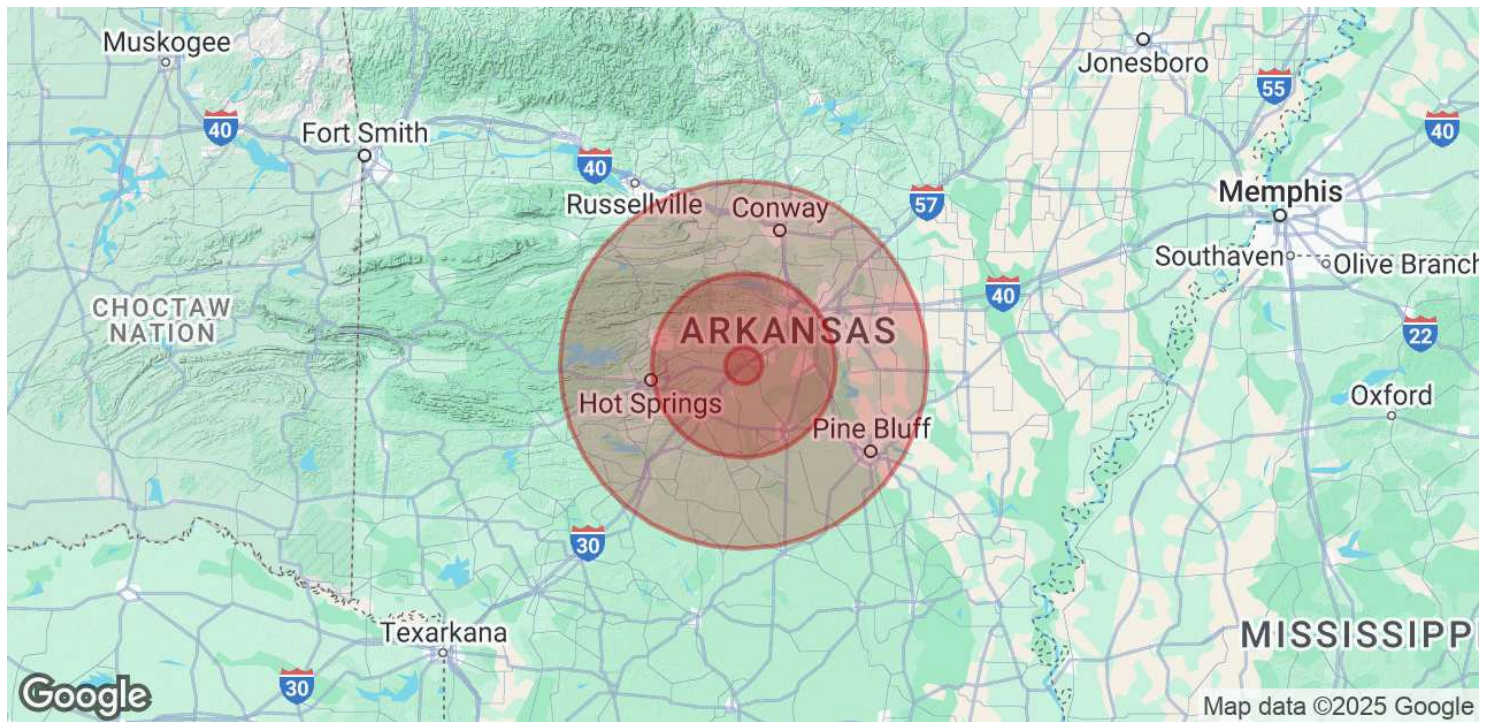 Muskogee
Jonesboro
55
40
Fort Smith
40
40
Russellville
Conway
57
Memphis
Southaven
Olive Branch
CHOCTAW
NATION
ARKANSAS
40
22
Hot Springs
Oxford
Pine Bluff
30
Texarkana
MISSISSIPP
30
Google
Map data ©2025 Google